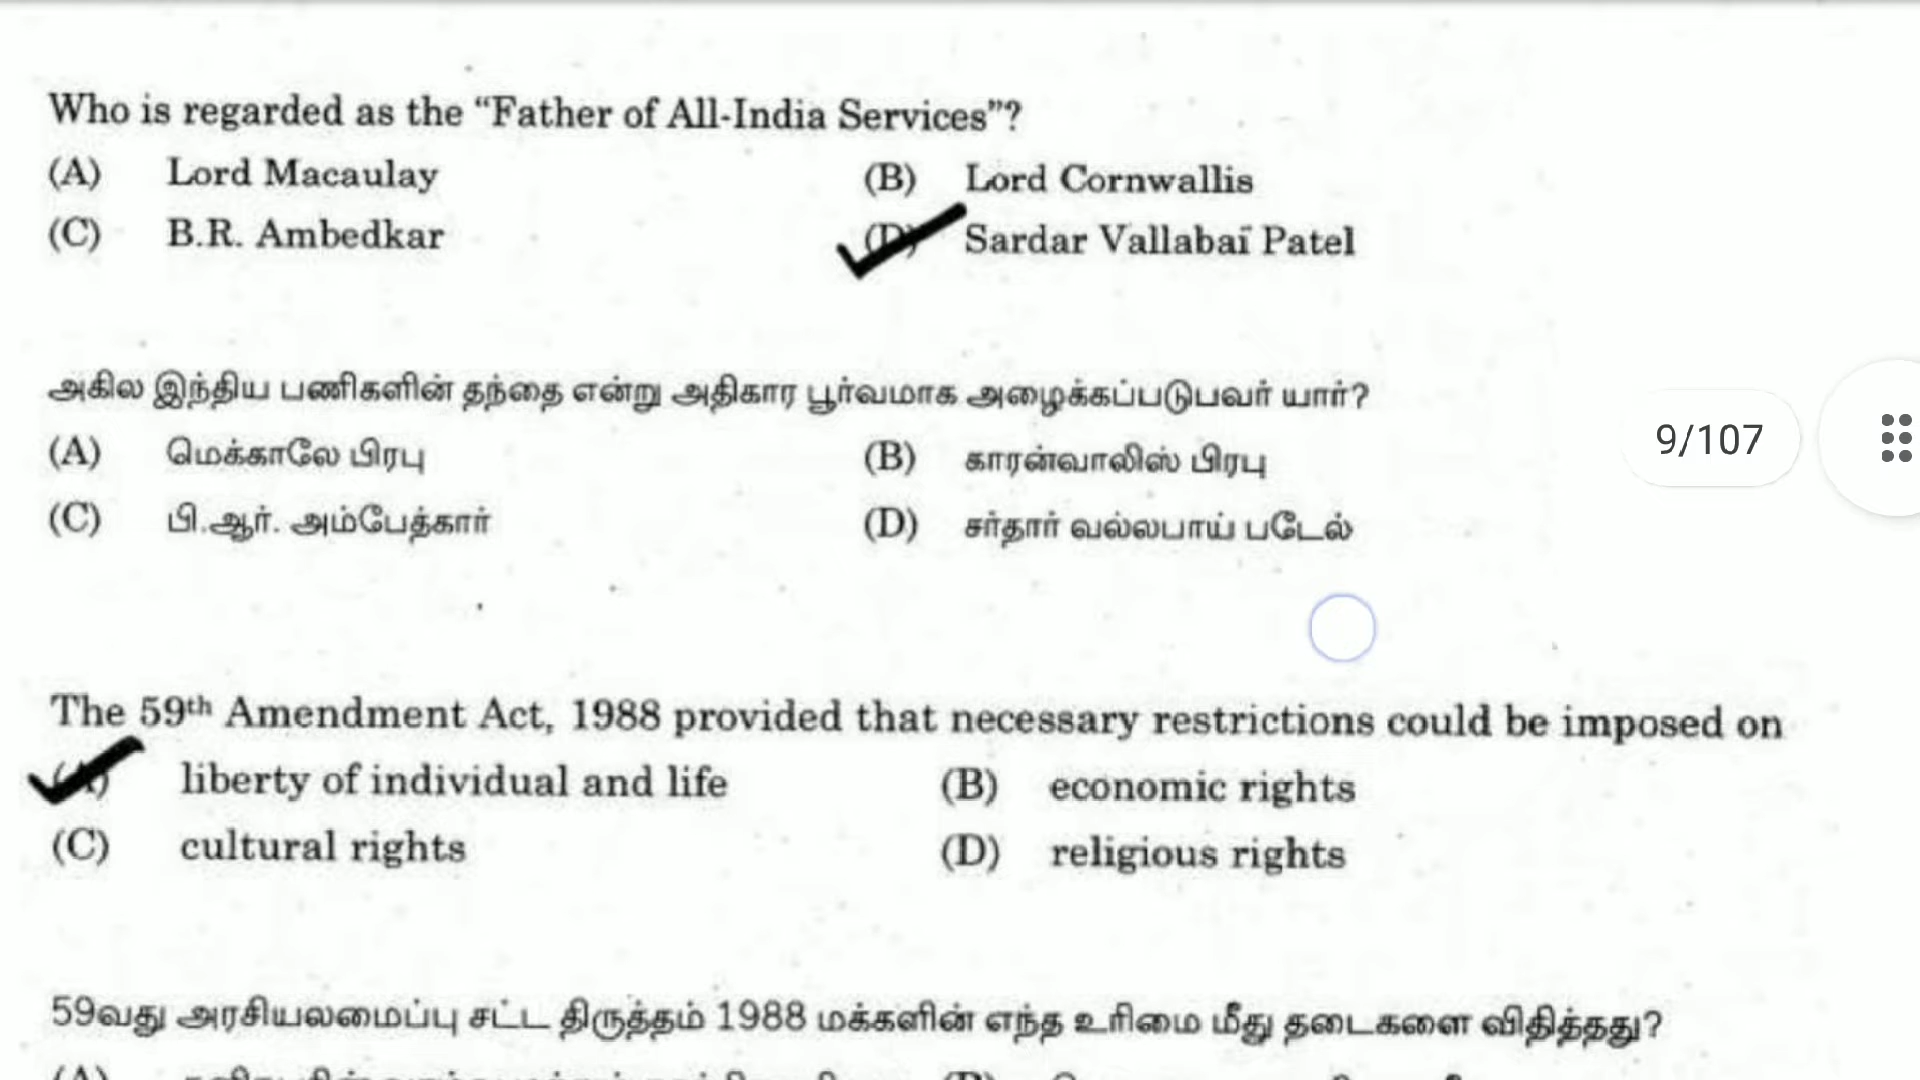 Who is regarded as the “Father of All-India Services”?
(A) Lord Macaulay (B) Lord Cornwallis
(C) B.R. Ambedkar (D) Sardar Vallabai Patel
அகில இந்திய பணிகளின் தந்தை என்று அதிகார பூர்வமாக அழைக்கப்படுபவர் யார்?
(A) மெக்காலே பிரபு (B) காரன்வாலிஸ் பிரபு
(C) பி.ஆர். அம்பேத்கார் (D) சர்தார் வல்லபாய் படேல்
9/107
The 59th Amendment Act, 1988 provided that necessary restrictions could be imposed on
(A) liberty of individual and life (B) economic rights
(C) cultural rights (D) religious rights
59வது அரசியலமைப்பு சட்ட திருத்தம் 1988 மக்களின் எந்த உரிமை மீது தடைகளை விதித்தது?
(A) (B)